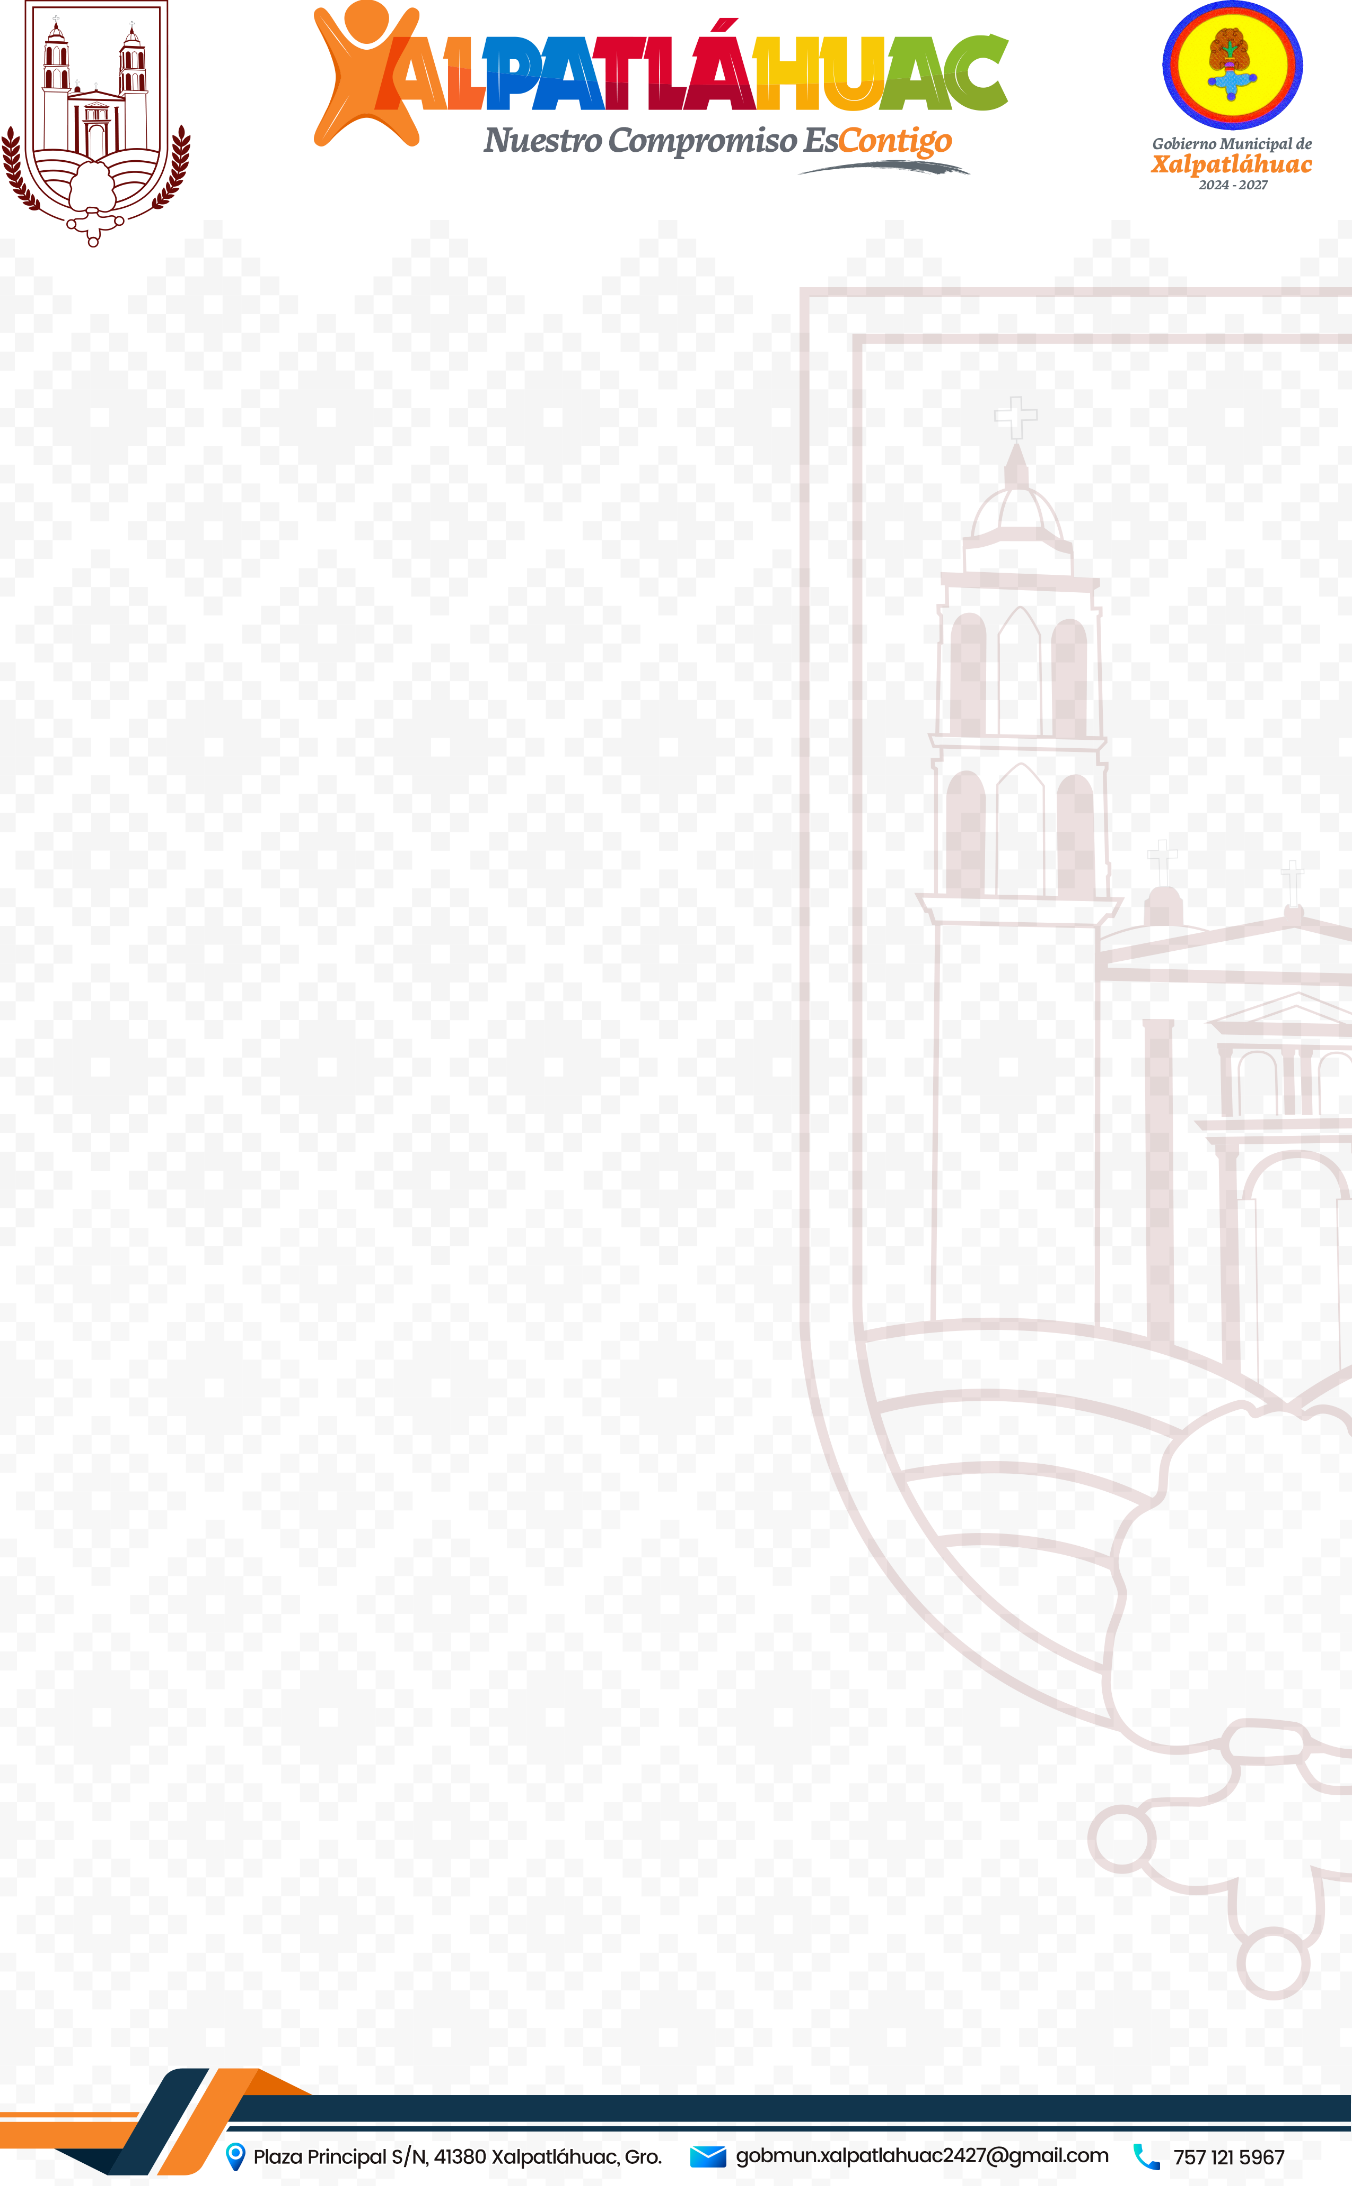 XALPATLÁHUAC
Nuestro Compromiso EsContigo
Gobierno Municipal de
Xalpatláhuac
2024 - 2027
Plaza Principal S/N, 41380 Xalpatláhuac, Gro.
gobmun.xalpatlahuac2427@gmail.com
757 121 5967